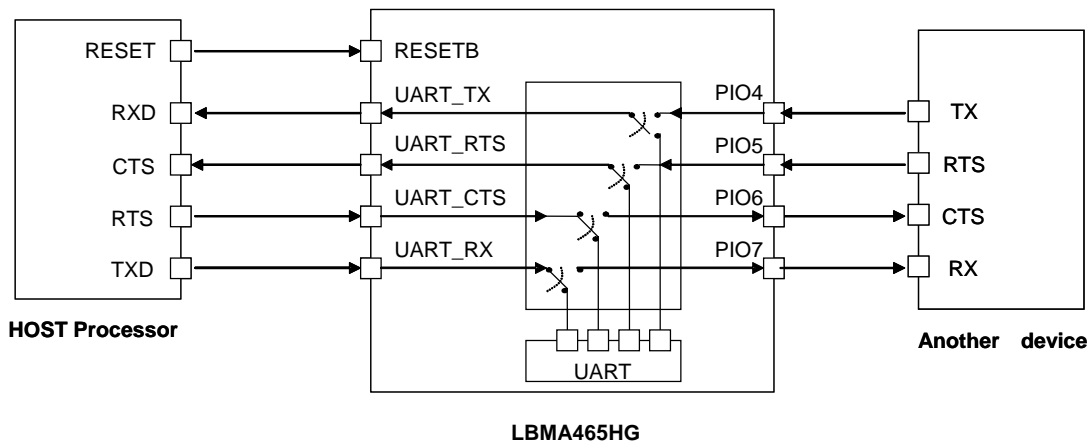 RESET RESETB
RXD UART_TX PIO4 TX
CTS UART_RTS PIO5 RTS
RTS UART_CTS PIO6 CTS
TXD UART_RX PIO7 RX
HOST Processor
Another device
UART
LBMA465HG